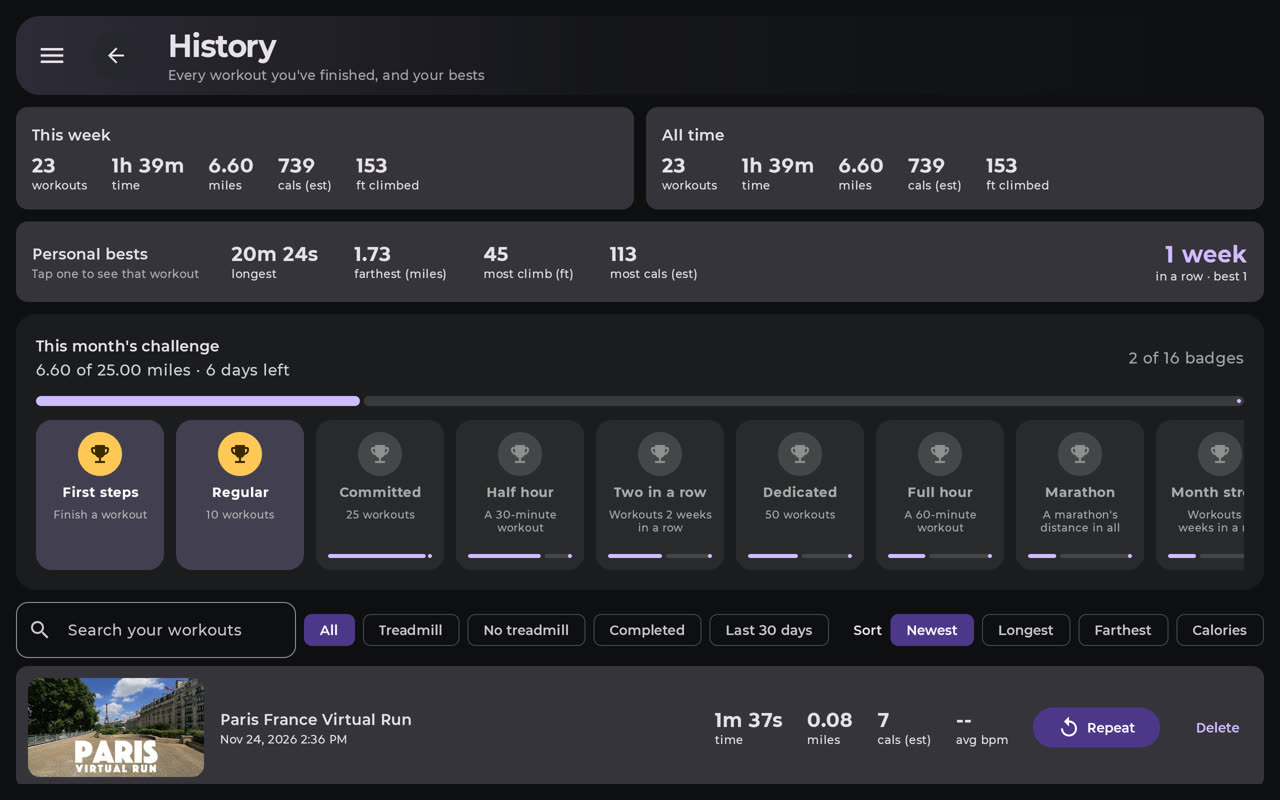 History
Every workout you've finished, and your bests
This week
23
workouts
1h 39m
time
6.60
miles
739
cals (est)
153
ft climbed
All time
23
workouts
1h 39m
time
6.60
miles
739
cals (est)
153
ft climbed
Personal bests
Tap one to see that workout
20m 24s
longest
1.73
farthest (miles)
45
most climb (ft)
113
most cals (est)
1 week
in a row · best 1
This month's challenge
6.60 of 25.00 miles · 6 days left
2 of 16 badges
First steps
Finish a workout
Regular
10 workouts
Committed
25 workouts
Half hour
A 30-minute
workout
Two in a row
Workouts 2 weeks
in a row
Dedicated
50 workouts
Full hour
A 60-minute
workout
Marathon
A marathon's
distance in all
Month
Workouts
weeks in a
Search your workouts
All
Treadmill
No treadmill
Completed
Last 30 days
Sort
Newest
Longest
Farthest
Calories
PARIS
VIRTUAL RUN
Paris France Virtual Run
Nov 24, 2026 2:36 PM
1m 37s
time
0.08
miles
7
cals (est)
--
avg bpm
Repeat
Delete